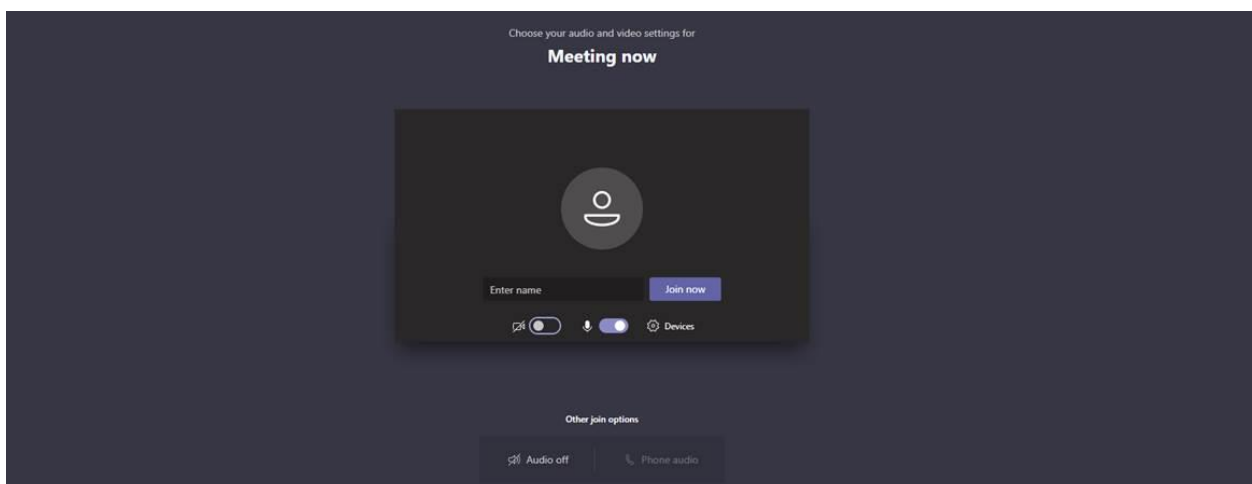 Choose your audio and video settings for
Meeting now
Enter name
Join now
Devices
Other join options
Audio off
Phone audio